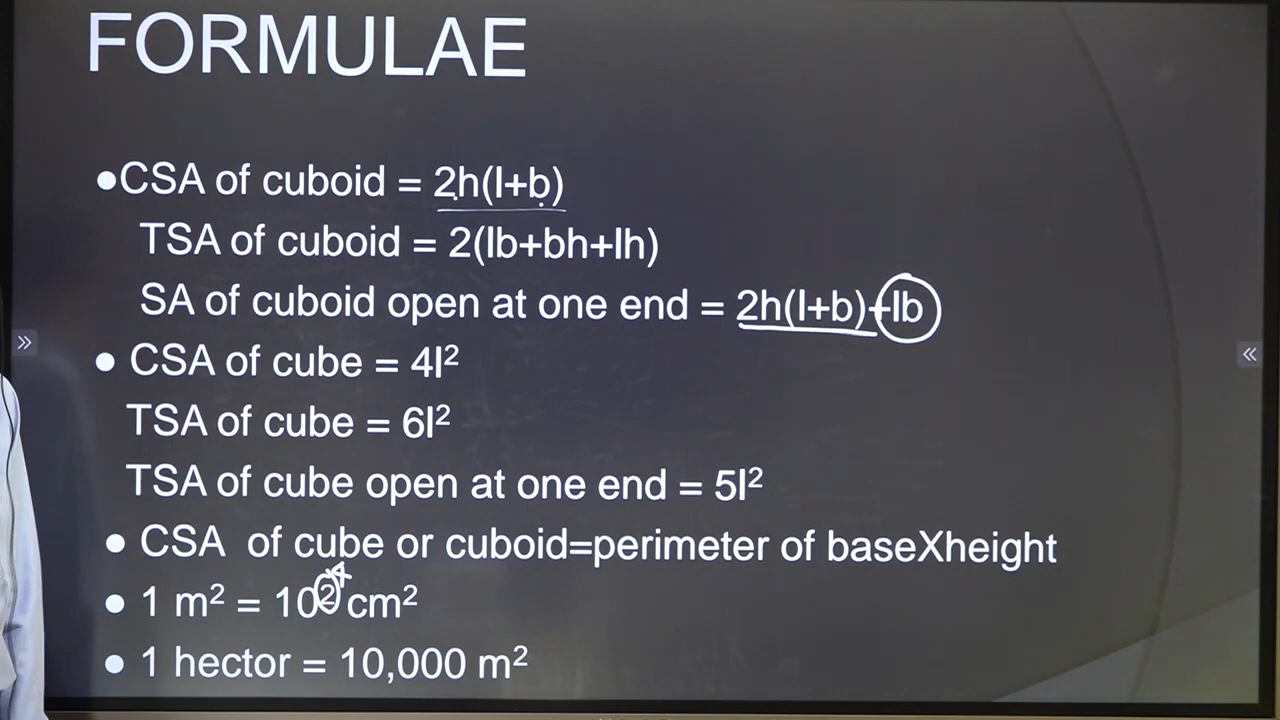 FORMULAE
●CSA of cuboid = 2h(l+b)
TSA of cuboid = 2(lb+bh+lh)
SA of cuboid open at one end = 2h(l+b)+lb
● CSA of cube = 4l²
TSA of cube = 6l²
TSA of cube open at one end = 5l²
● CSA of cube or cuboid=perimeter of baseXheight
4
● 1 m² = 10² cm²
● 1 hector = 10,000 m²